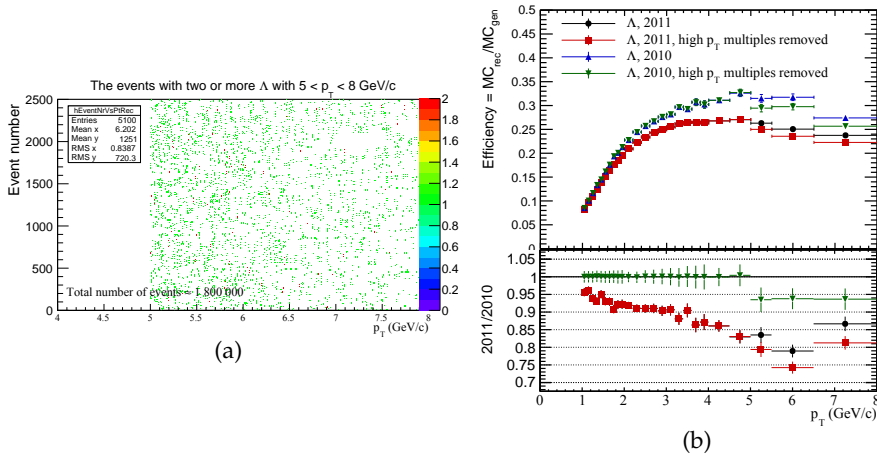 The events with two or more Λ with 5 < p_T < 8 GeV/c
Event number
2500
2000
1500
1000
500
0
hEventNrVsPtRec
Entries 5100
Mean x 6.202
Mean y 1251
RMS x 0.8387
RMS y 720.3
Total number of events = 1 800 000
4 4.5 5 5.5 6 6.5 7 7.5 8
p_T (GeV/c)
2
1.8
1.6
1.4
1.2
1
0.8
0.6
0.4
0.2
0
(a)
Efficiency = MC_rec/MC_gen
0.5
0.45
0.4
0.35
0.3
0.25
0.2
0.15
0.1
0.05
0
Λ, 2011
Λ, 2011, high p_T multiples removed
Λ, 2010
Λ, 2010, high p_T multiples removed
2011/2010
1.05
1
0.95
0.9
0.85
0.8
0.75
0.7
0 1 2 3 4 5 6 7 8
p_T (GeV/c)
(b)